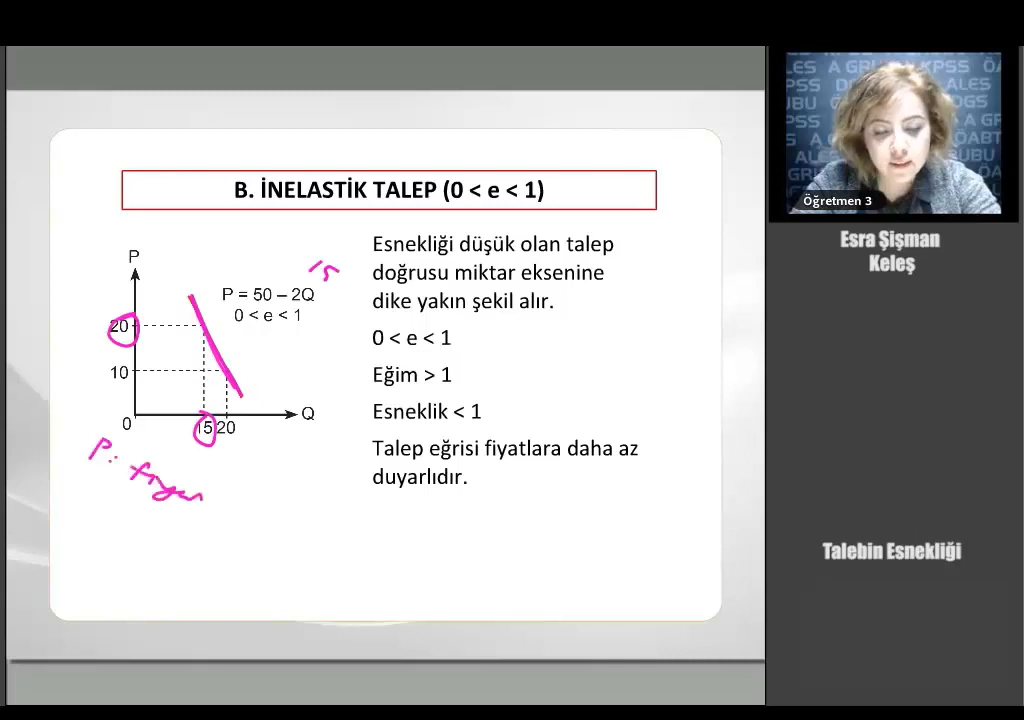 B. İNELASTİK TALEP (0 < e < 1)
P
20
10
0
15 20
Q
P = 50 – 2Q
0 < e < 1
15
P: fiyat
Esnekliği düşük olan talep
doğrusu miktar eksenine
dike yakın şekil alır.
0 < e < 1
Eğim > 1
Esneklik < 1
Talep eğrisi fiyatlara daha az
duyarlıdır.
Öğretmen 3
Esra Şişman
Keleş
Talebin Esnekliği